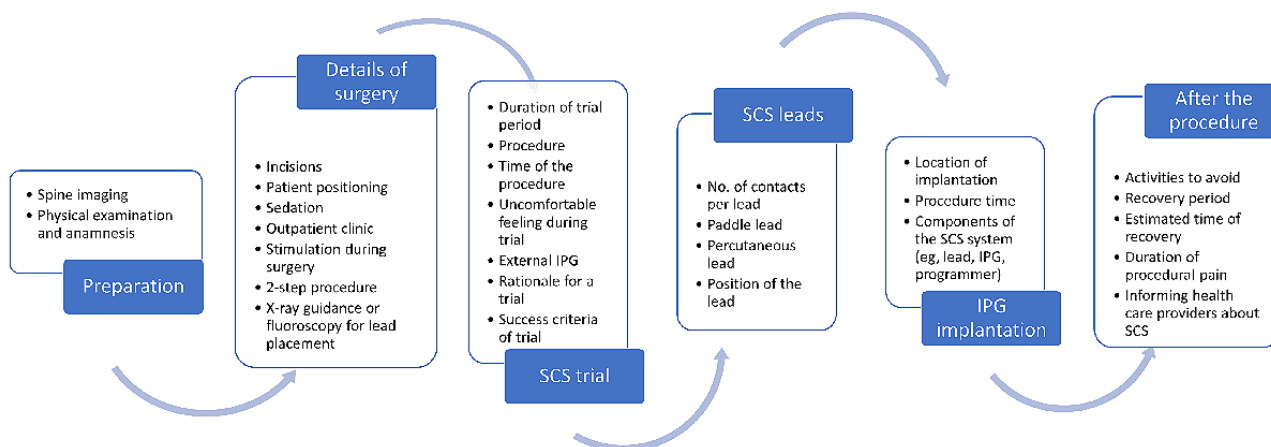 Spine imaging
Physical examination
and anamnesis
Preparation
Details of
surgery
Incisions
Patient positioning
Sedation
Outpatient clinic
Stimulation during
surgery
2-step procedure
X-ray guidance or
fluoroscopy for lead
placement
Duration of trial
period
Procedure
Time of the
procedure
Uncomfortable
feeling during
trial
External IPG
Rationale for a
trial
Success criteria
of trial
SCS trial
SCS leads
No. of contacts
per lead
Paddle lead
Percutaneous
lead
Position of the
lead
Location of
implantation
Procedure time
Components of
the SCS system
(eg, lead, IPG,
programmer)
IPG
implantation
After the
procedure
Activities to avoid
Recovery period
Estimated time of
recovery
Duration of
procedural pain
Informing health
care providers about
SCS